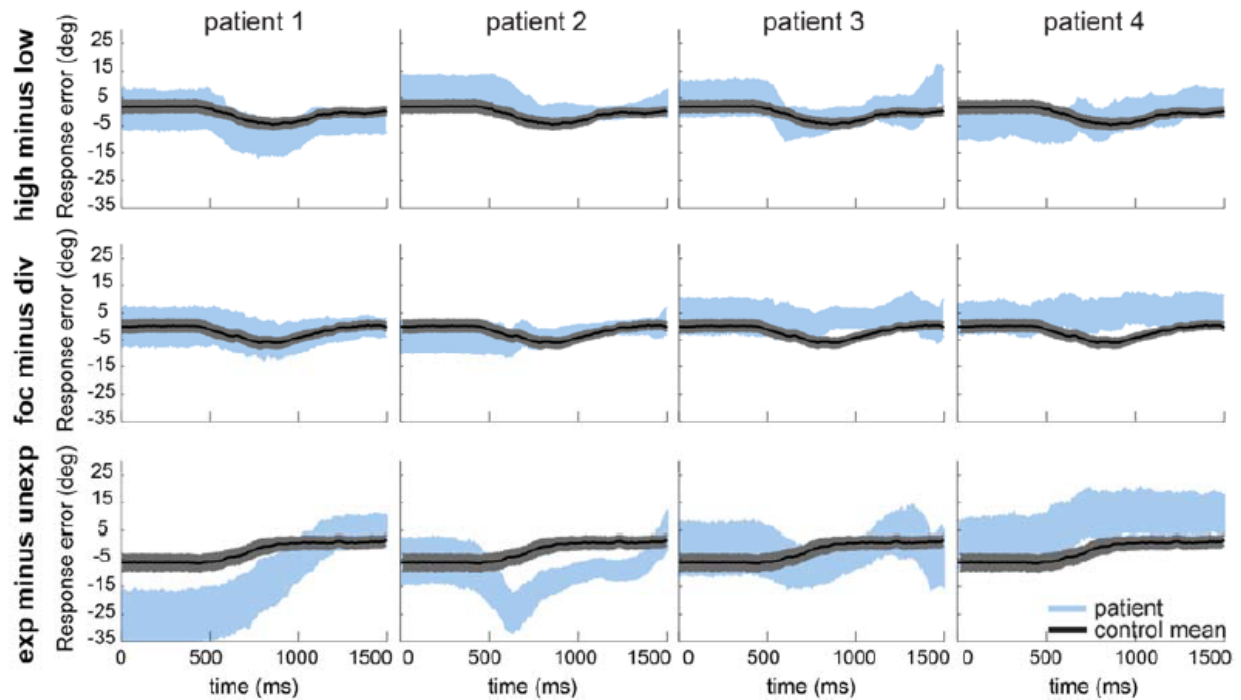 patient 1 patient 2 patient 3 patient 4
high minus low
Response error (deg)
25
15
5
-5
-15
-25
-35
foc minus div
Response error (deg)
25
15
5
-5
-15
-25
-35
exp minus unexp
Response error (deg)
25
15
5
-5
-15
-25
-35
patient
control mean
0 500 1000 1500 0 500 1000 1500 0 500 1000 1500 0 500 1000 1500
time (ms) time (ms) time (ms) time (ms)